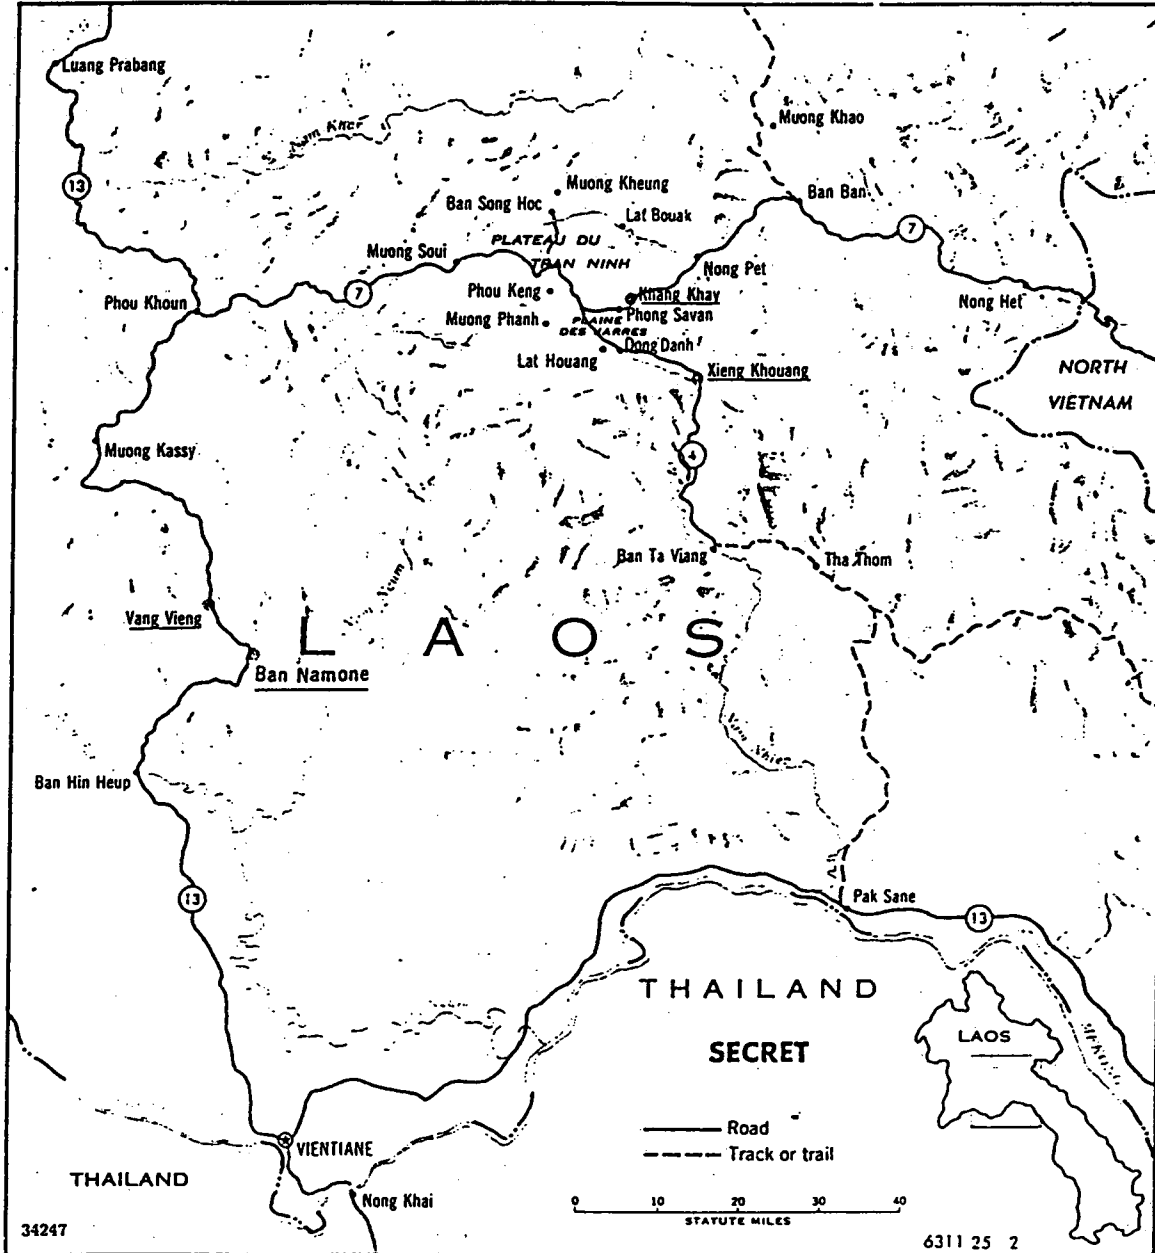 Luang Prabang
Muong Khao
13
Muong Kheung
Ban Ban
Ban Song Hoc
Lat Bouak
7
PLATEAU DU
TRAN NINH
Muong Soui
Nong Pet
Phou Khoun
7
Phou Keng
Khang Khay
Nong Het
Muong Phanh
PLAINE
DES JARRES
Phong Savan
Dong Danh
Lat Houang
Xieng Khouang
NORTH
VIETNAM
Muong Kassy
4
Ban Ta Viang
Tha Thom
Vang Vieng
LAOS
Ban Namone
Ban Hin Heup
13
Pak Sane
13
THAILAND
LAOS
SECRET
Road
Track or trail
VIENTIANE
THAILAND
Nong Khai
0 10 20 30 40
STATUTE MILES
34247
6311 25 2